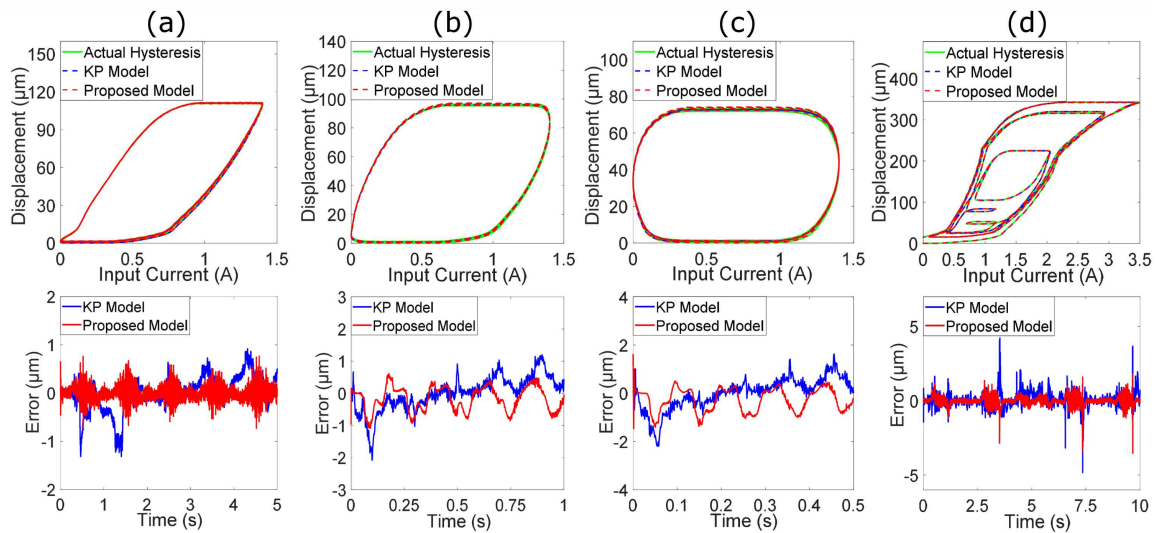 (a)
(b)
(c)
(d)
Displacement (μm)
160
120
90
60
30
0
Actual Hysteresis
KP Model
Proposed Model
0
0.5
1
1.5
Input Current (A)
Displacement (μm)
140
120
100
80
60
40
20
0
Actual Hysteresis
KP Model
Proposed Model
0
0.5
1
1.5
Input Current (A)
Displacement (μm)
100
80
60
40
20
0
Actual Hysteresis
KP Model
Proposed Model
0
0.5
1
1.5
Input Current (A)
Displacement (μm)
400
300
200
100
0
Actual Hysteresis
KP Model
Proposed Model
0
0.5
1
1.5
2
2.5
3
3.5
Input Current (A)
Error (μm)
2
1
0
-1
-2
KP Model
Proposed Model
0
1
2
3
4
5
Time (s)
Error (μm)
3
2
1
0
-1
-2
-3
KP Model
Proposed Model
0
0.25
0.5
0.75
1
Time (s)
Error (μm)
4
2
0
-2
-4
KP Model
Proposed Model
0
0.1
0.2
0.3
0.4
0.5
Time (s)
Error (μm)
5
0
-5
KP Model
Proposed Model
0
2.5
5
7.5
10
Time (s)